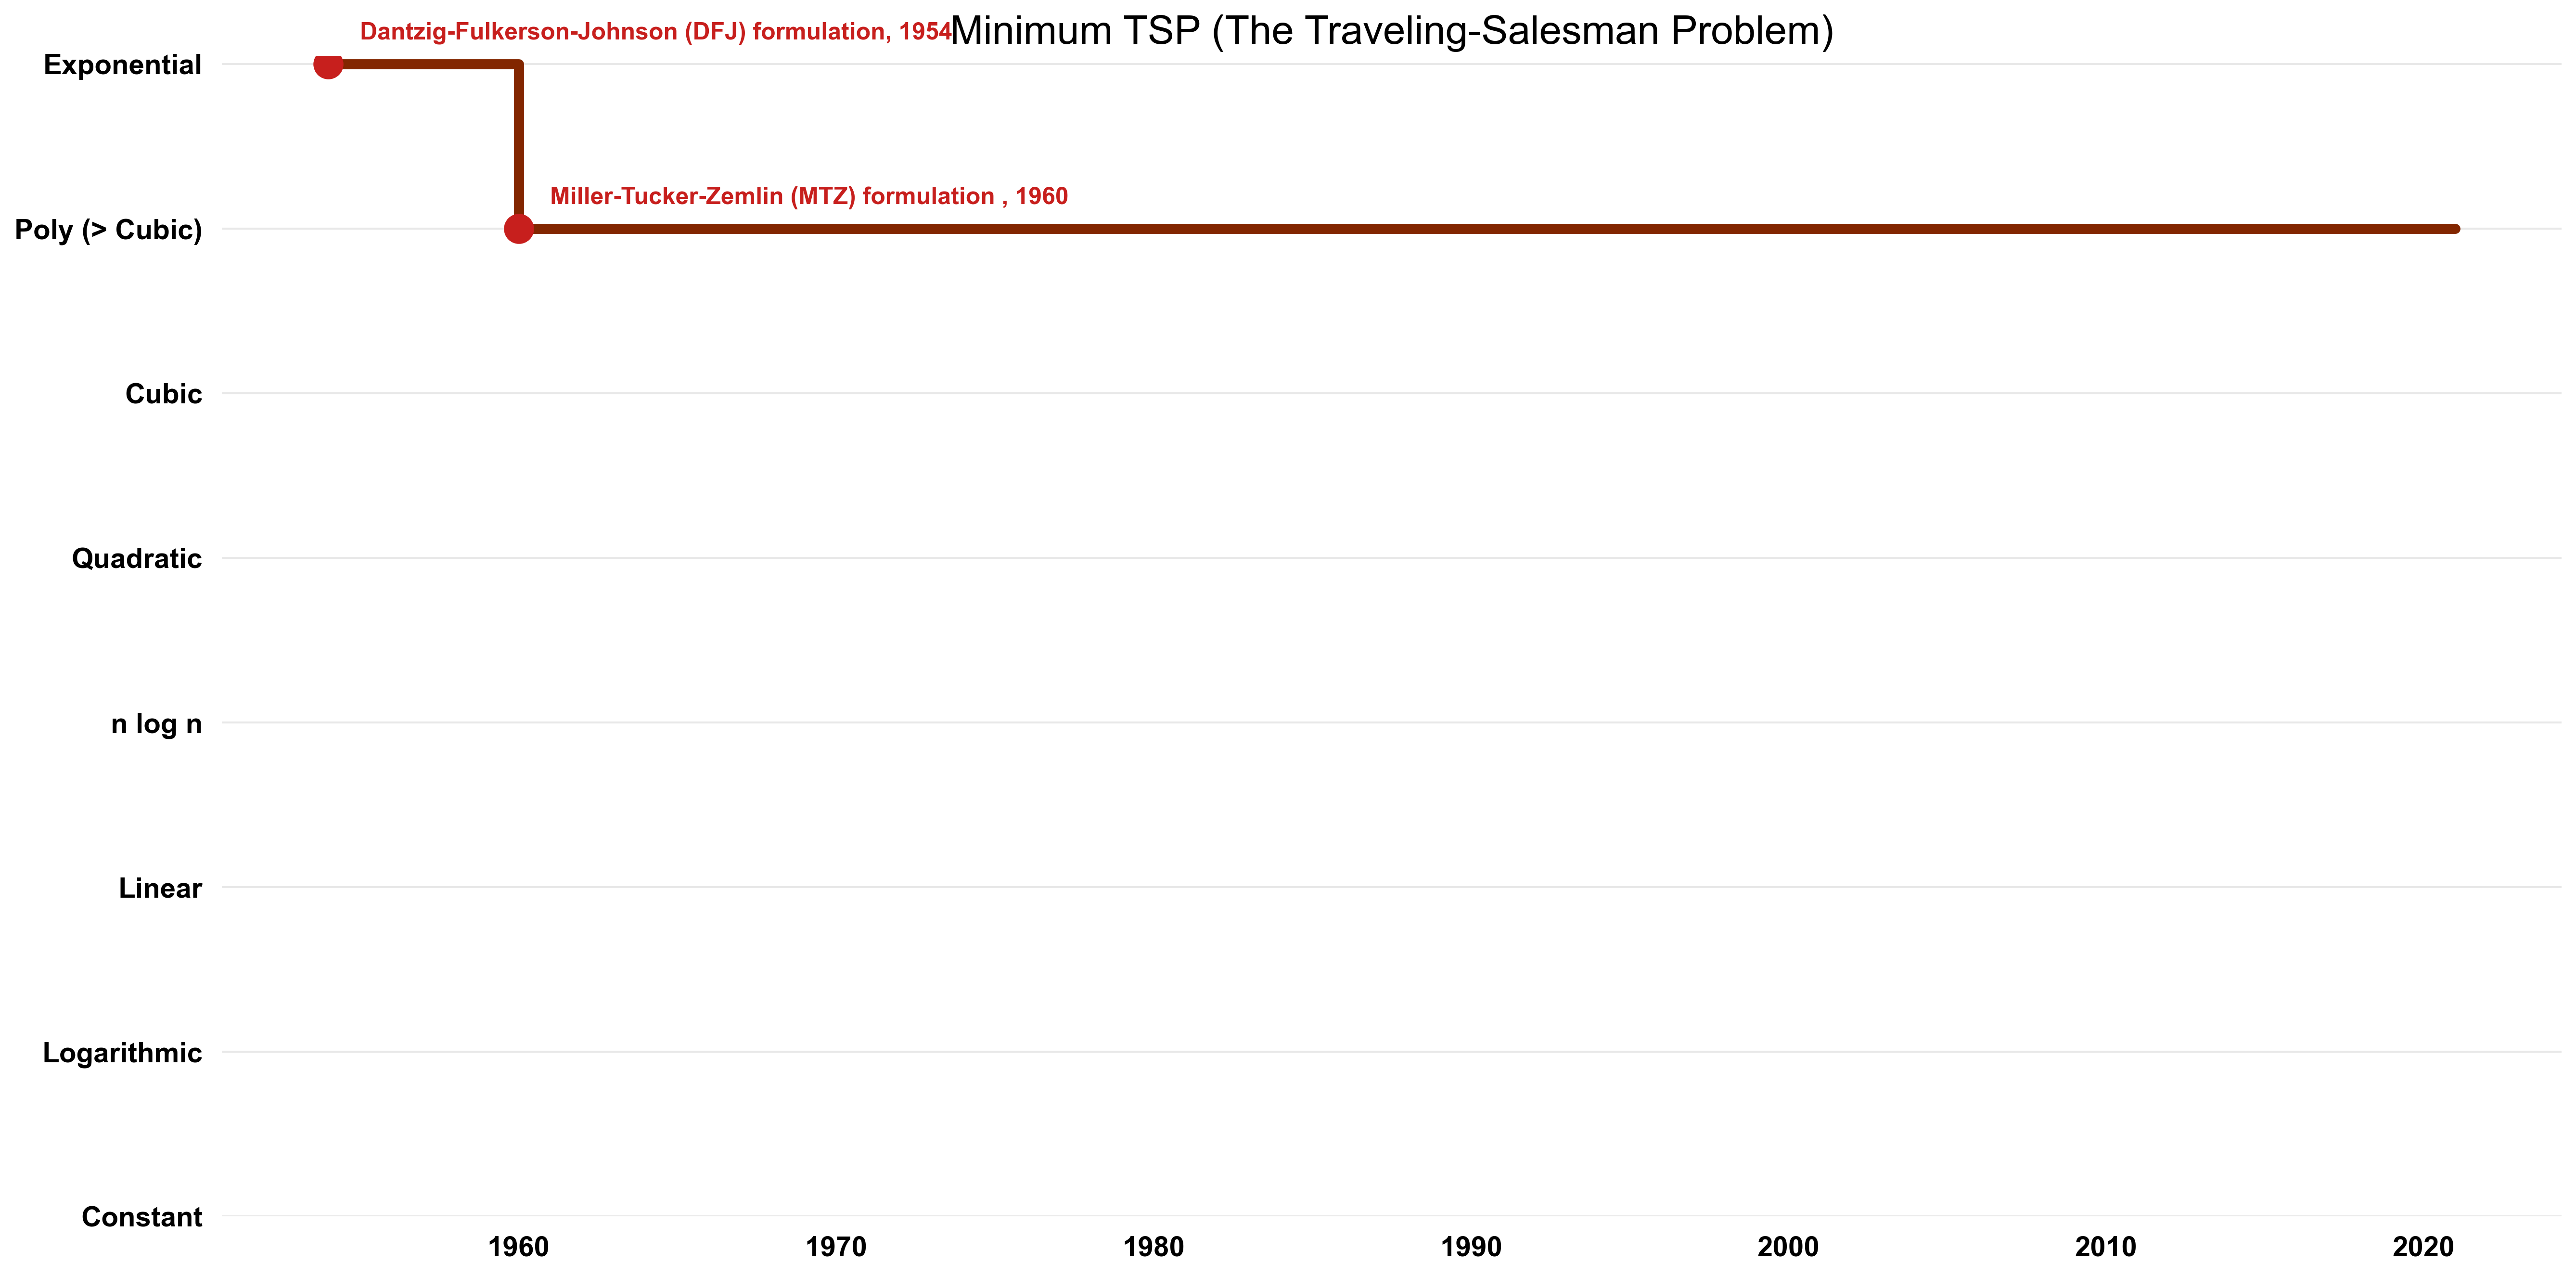 Dantzig-Fulkerson-Johnson (DFJ) formulation, 1954
Minimum TSP (The Traveling-Salesman Problem)
Exponential
Miller-Tucker-Zemlin (MTZ) formulation , 1960
Poly (> Cubic)
Cubic
Quadratic
n log n
Linear
Logarithmic
Constant
1960 1970 1980 1990 2000 2010 2020